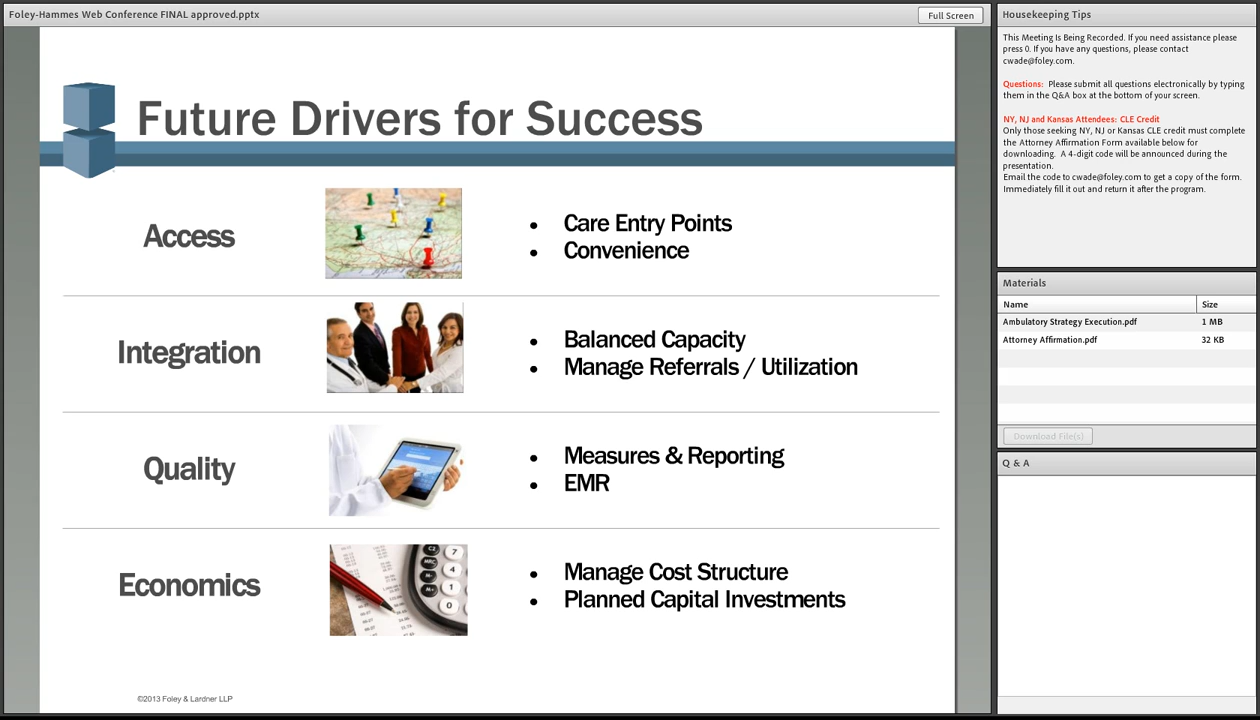 Foley-Hammes Web Conference FINAL approved.pptx
Full Screen
Future Drivers for Success
Access
• Care Entry Points
• Convenience
Integration
• Balanced Capacity
• Manage Referrals / Utilization
Quality
• Measures & Reporting
• EMR
Economics
C1
7
MRC
4
M-
1
M+
0
• Manage Cost Structure
• Planned Capital Investments
©2013 Foley & Lardner LLP
Housekeeping Tips
This Meeting Is Being Recorded. If you need assistance please
press 0. If you have any questions, please contact
cwade@foley.com.
Questions: Please submit all questions electronically by typing
them in the Q&A box at the bottom of your screen.
NY, NJ and Kansas Attendees: CLE Credit
Only those seeking NY, NJ or Kansas CLE credit must complete
the Attorney Affirmation Form available below for
downloading. A 4-digit code will be announced during the
presentation.
Email the code to cwade@foley.com to get a copy of the form.
Immediately fill it out and return it after the program.
Materials
Name Size
Ambulatory Strategy Execution.pdf 1 MB
Attorney Affirmation.pdf 32 KB
Download File(s)
Q & A